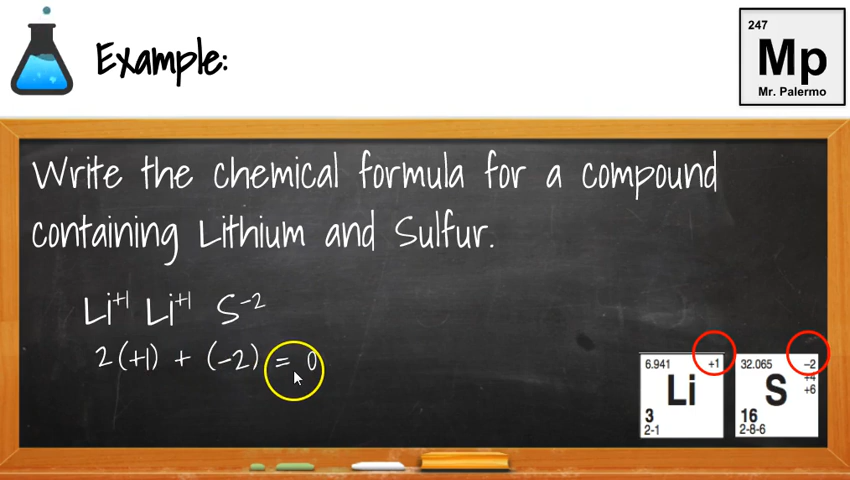 Example:
247
Mp
Mr. Palermo
Write the chemical formula for a compound
containing Lithium and Sulfur.
Li⁺¹ Li⁺¹ S⁻²
2(+1) + (-2) = 0
6.941 +1
Li
3
2-1
32.065 –2
+4
+6
S
16
2-8-6